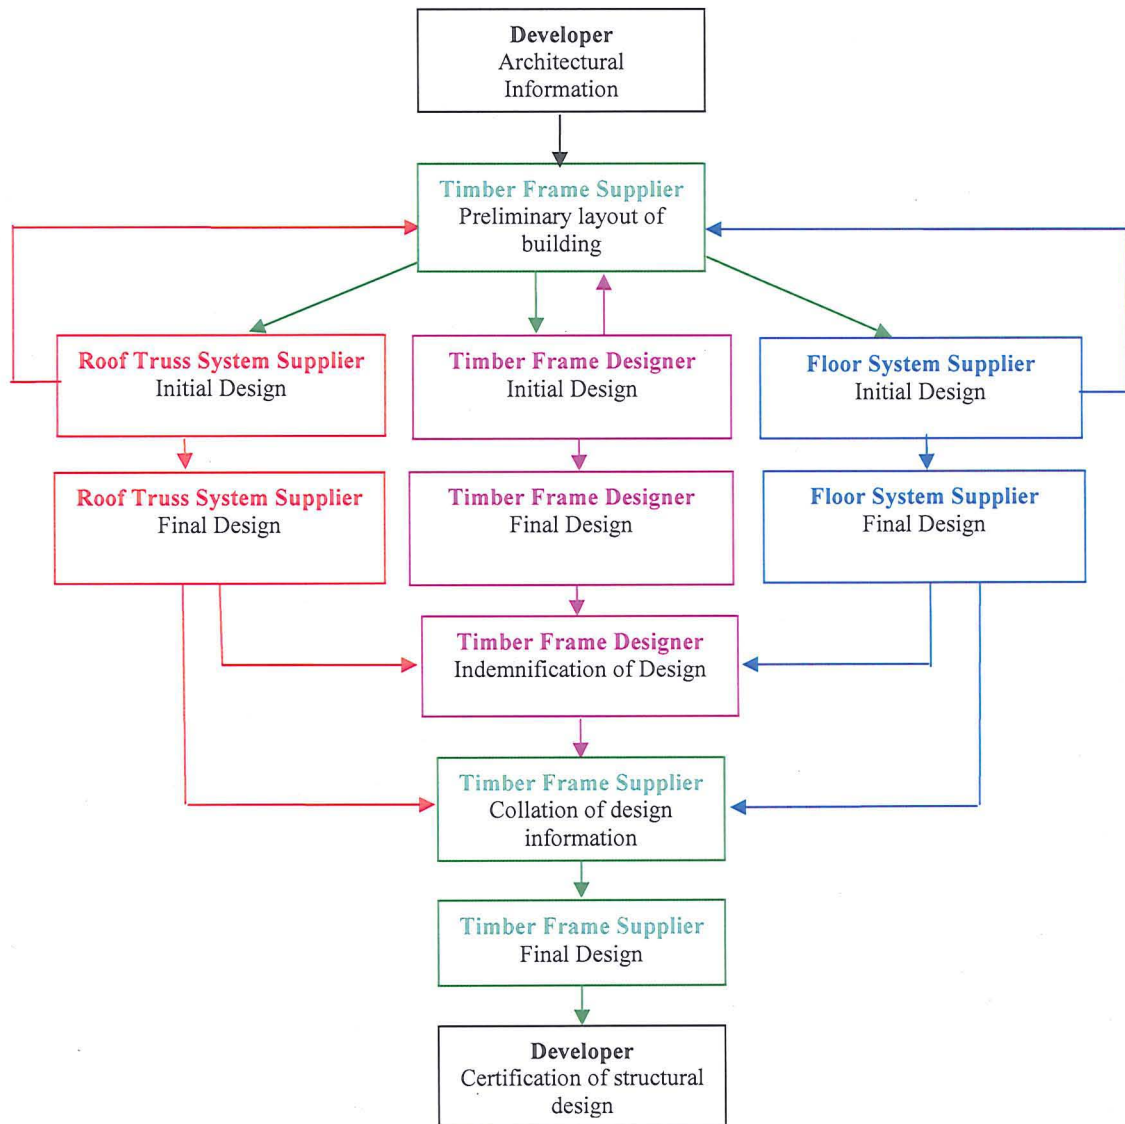 Developer
Architectural
Information
Timber Frame Supplier
Preliminary layout of
building
Roof Truss System Supplier
Initial Design
Timber Frame Designer
Initial Design
Floor System Supplier
Initial Design
Roof Truss System Supplier
Final Design
Timber Frame Designer
Final Design
Floor System Supplier
Final Design
Timber Frame Designer
Indemnification of Design
Timber Frame Supplier
Collation of design
information
Timber Frame Supplier
Final Design
Developer
Certification of structural
design